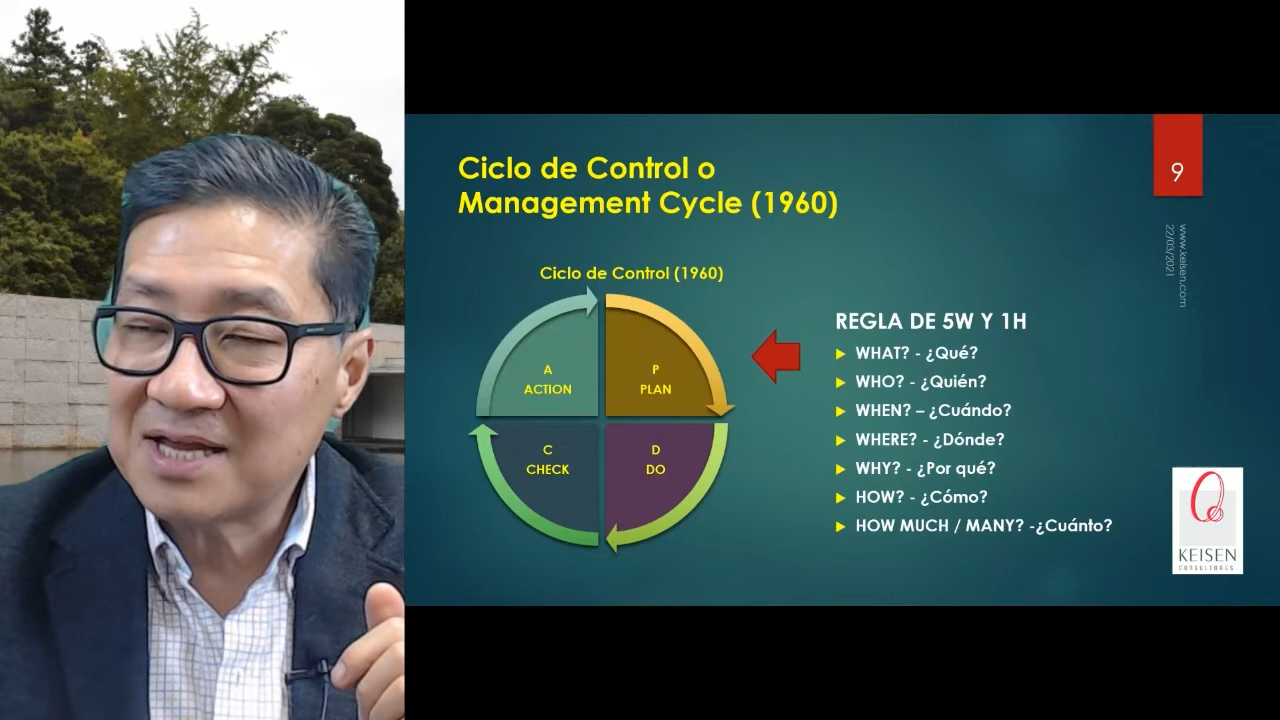 Ciclo de Control o
Management Cycle (1960)
9
www.keisen.com
22/03/2021
Ciclo de Control (1960)
A
ACTION
P
PLAN
C
CHECK
D
DO
REGLA DE 5W Y 1H
WHAT? - ¿Qué?
WHO? - ¿Quién?
WHEN? – ¿Cuándo?
WHERE? - ¿Dónde?
WHY? - ¿Por qué?
HOW? - ¿Cómo?
HOW MUCH / MANY? -¿Cuánto?
KEISEN
CONSULTORES